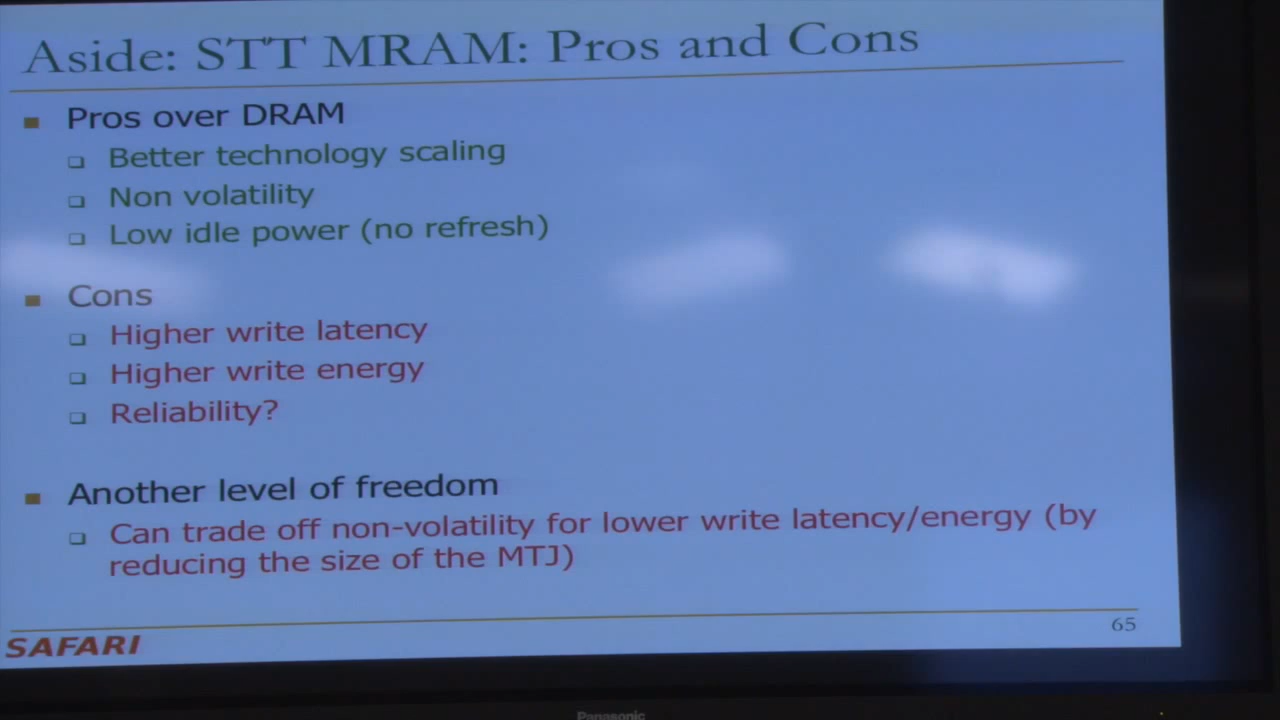 Aside: STT MRAM: Pros and Cons
Pros over DRAM
Better technology scaling
Non volatility
Low idle power (no refresh)
Cons
Higher write latency
Higher write energy
Reliability?
Another level of freedom
Can trade off non-volatility for lower write latency/energy (by
reducing the size of the MTJ)
SAFARI
65
Panasonic